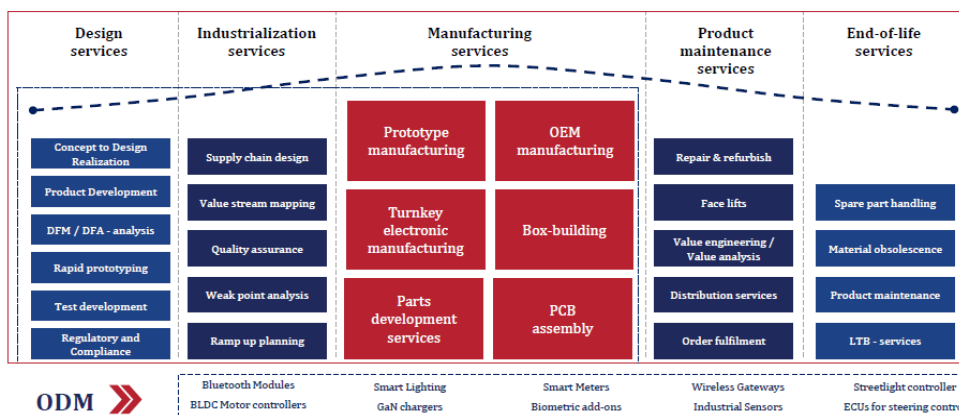 Design
services
Industrialization
services
Manufacturing
services
Product
maintenance
services
End-of-life
services
Concept to Design
Realization
Product Development
DFM / DFA - analysis
Rapid prototyping
Test development
Regulatory and
Compliance
Supply chain design
Value stream mapping
Quality assurance
Weak point analysis
Ramp up planning
Prototype
manufacturing
OEM
manufacturing
Turnkey
electronic
manufacturing
Box-building
Parts
development
services
PCB
assembly
Repair & refurbish
Face lifts
Value engineering /
Value analysis
Distribution services
Order fulfilment
Spare part handling
Material obsolescence
Product maintenance
LTB - services
ODM
Bluetooth Modules
Smart Lighting
Smart Meters
Wireless Gateways
Streetlight controller
BLDC Motor controllers
GaN chargers
Biometric add-ons
Industrial Sensors
ECUs for steering contro